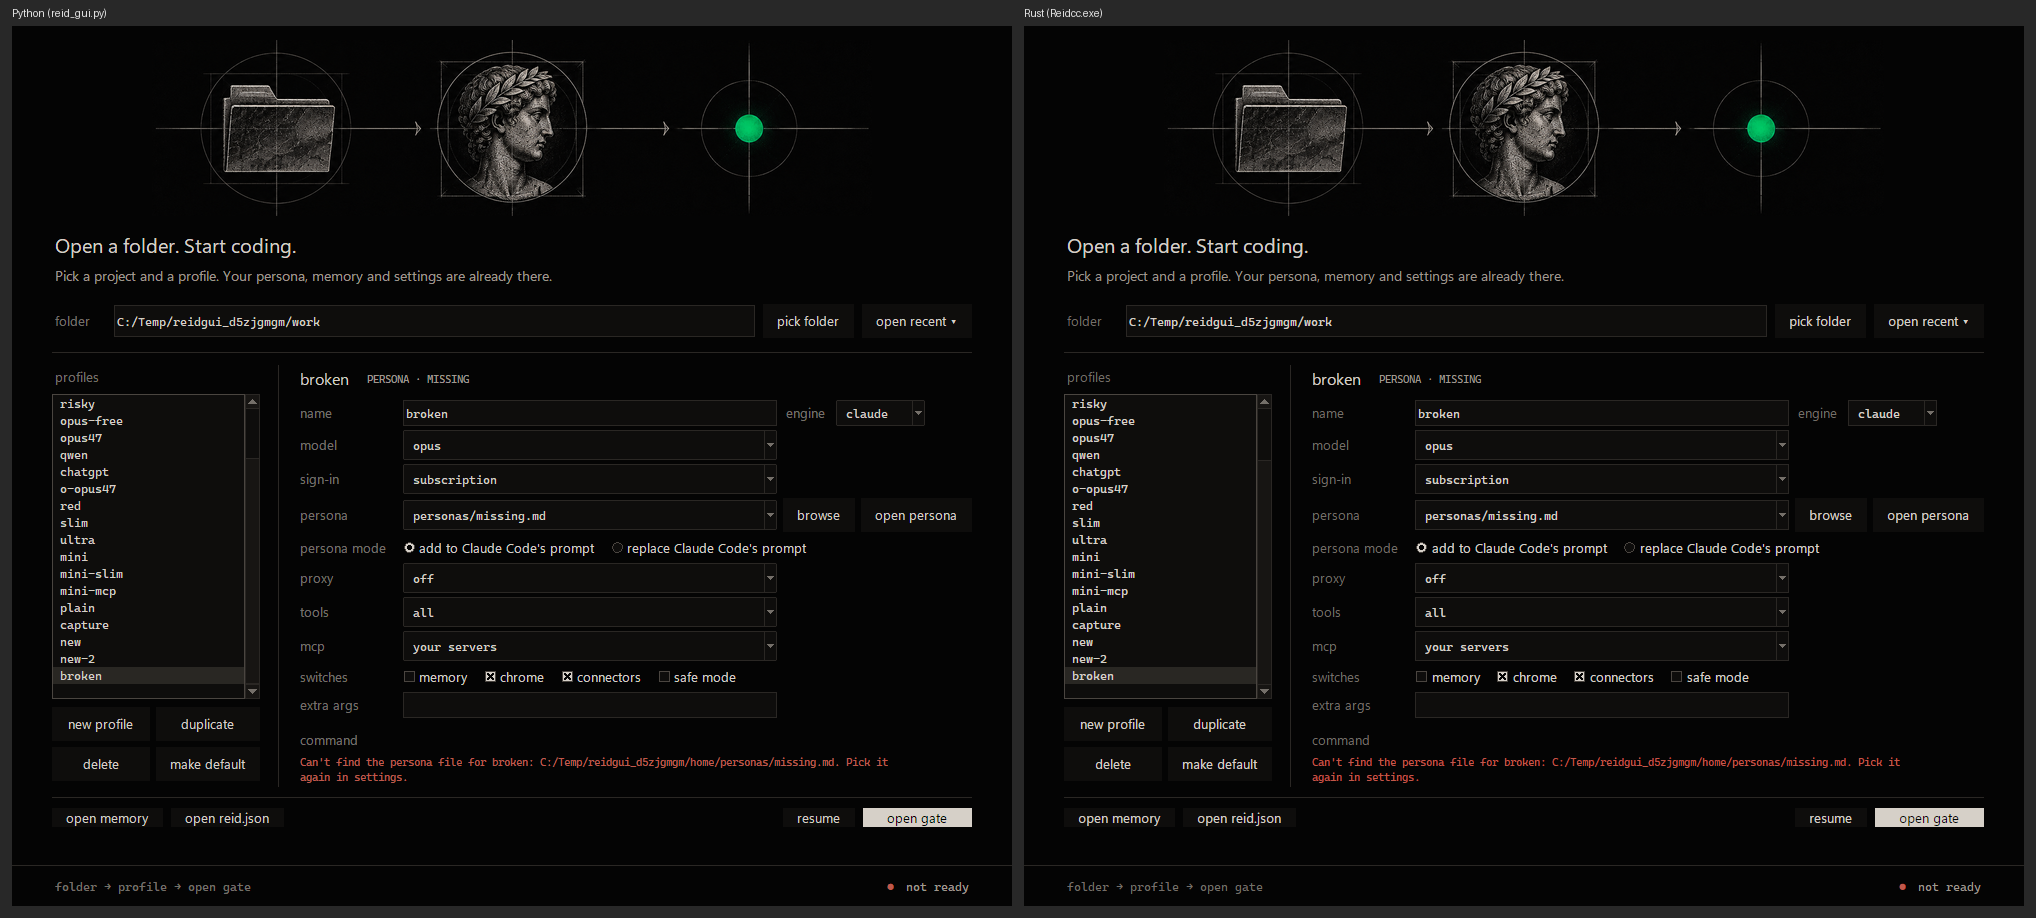 Python (reid_gui.py)
Open a folder. Start coding.
Pick a project and a profile. Your persona, memory and settings are already there.
folder C:/Temp/reidgui_d5zjgmgm/work pick folder open recent ▾
profiles
risky
opus-free
opus47
qwen
chatgpt
o-opus47
red
slim
ultra
mini
mini-slim
mini-mcp
plain
capture
new
new-2
broken
new profile duplicate
delete make default
broken PERSONA · MISSING
name broken engine claude
model opus
sign-in subscription
persona personas/missing.md browse open persona
persona mode add to Claude Code's prompt replace Claude Code's prompt
proxy off
tools all
mcp your servers
switches memory chrome connectors safe mode
extra args
command
Can't find the persona file for broken: C:/Temp/reidgui_d5zjgmgm/home/personas/missing.md. Pick it
again in settings.
open memory open reid.json resume open gate
folder → profile → open gate not ready
Rust (Reidcc.exe)
Open a folder. Start coding.
Pick a project and a profile. Your persona, memory and settings are already there.
folder C:/Temp/reidgui_d5zjgmgm/work pick folder open recent ▾
profiles
risky
opus-free
opus47
qwen
chatgpt
o-opus47
red
slim
ultra
mini
mini-slim
mini-mcp
plain
capture
new
new-2
broken
new profile duplicate
delete make default
broken PERSONA · MISSING
name broken engine claude
model opus
sign-in subscription
persona personas/missing.md browse open persona
persona mode add to Claude Code's prompt replace Claude Code's prompt
proxy off
tools all
mcp your servers
switches memory chrome connectors safe mode
extra args
command
Can't find the persona file for broken: C:/Temp/reidgui_d5zjgmgm/home/personas/missing.md. Pick it
again in settings.
open memory open reid.json resume open gate
folder → profile → open gate not ready